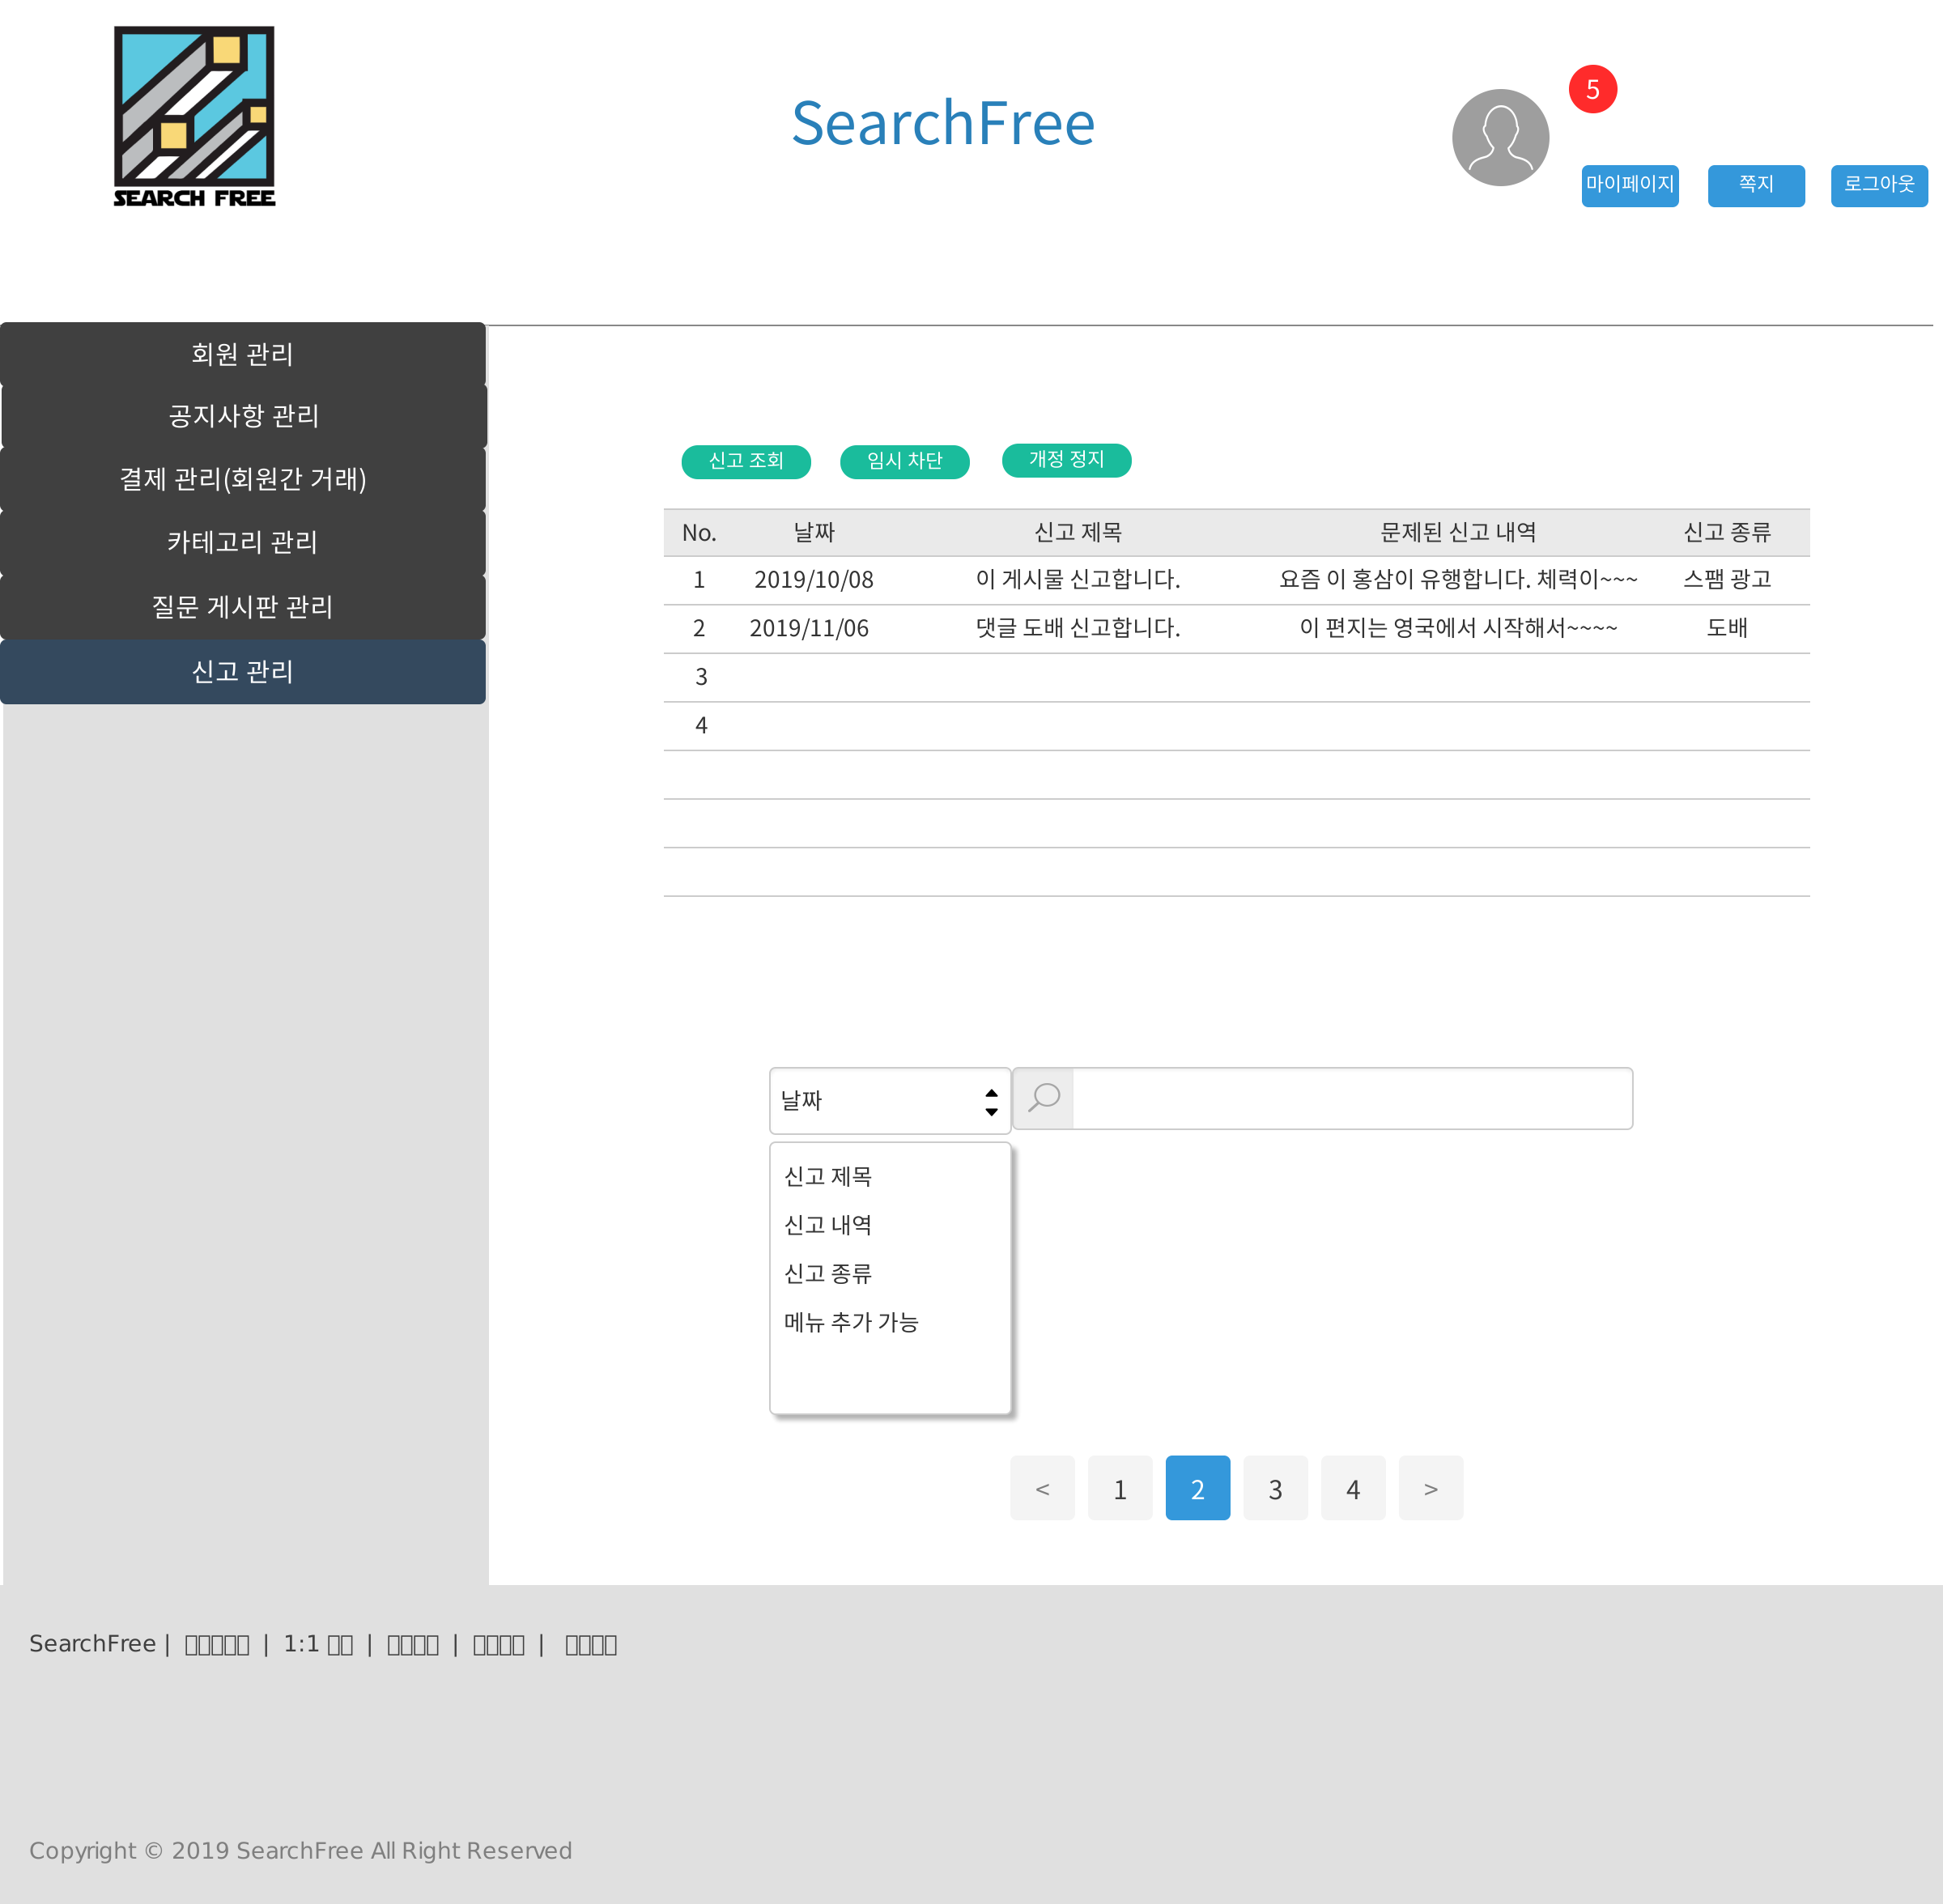 SEARCH FREE
SearchFree
5
마이페이지 쪽지 로그아웃
회원 관리
공지사항 관리
결제 관리(회원간 거래)
카테고리 관리
질문 게시판 관리
신고 관리
신고 조회 임시 차단 개정 정지
No. 날짜 신고 제목 문제된 신고 내역 신고 종류
1 2019/10/08 이 게시물 신고합니다. 요즘 이 홍삼이 유행합니다. 체력이~~~ 스팸 광고
2 2019/11/06 댓글 도배 신고합니다. 이 편지는 영국에서 시작해서~~~~ 도배
3
4
날짜
신고 제목
신고 내역
신고 종류
메뉴 추가 가능
< 1 2 3 4 >
SearchFree | | 1:1 | | |
Copyright © 2019 SearchFree All Right Reserved